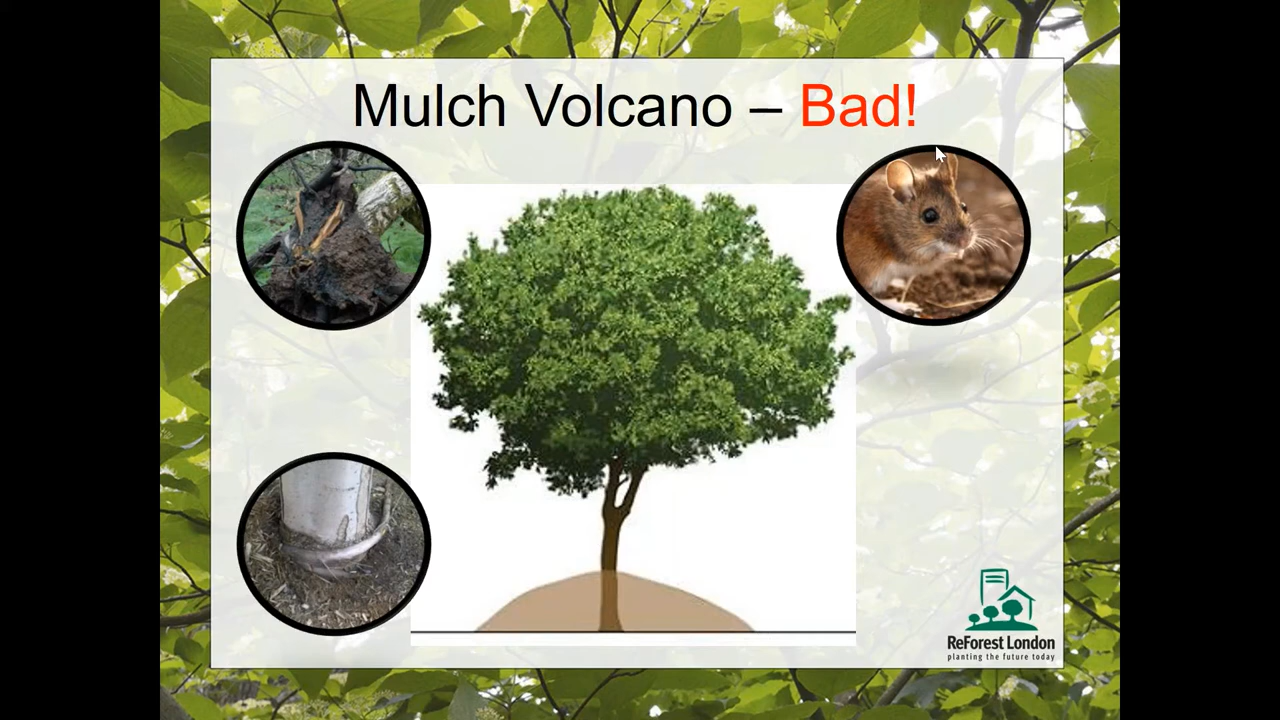 Mulch Volcano – Bad!
ReForest London
planting the future today